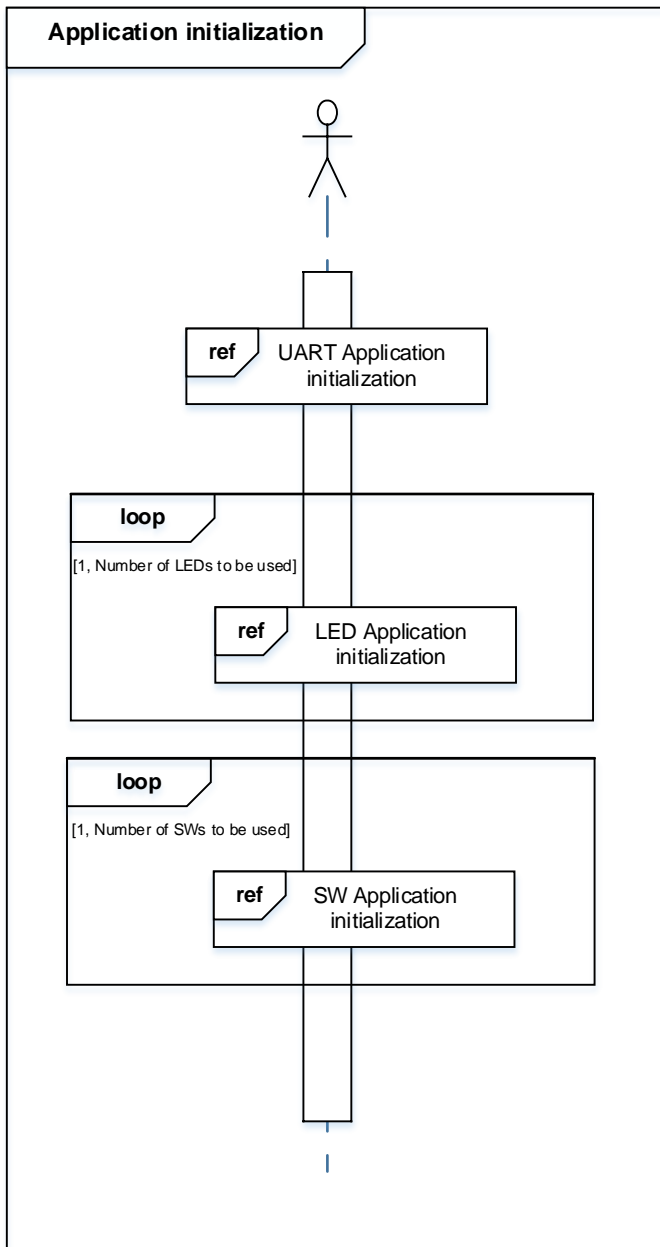 Application initialization
ref
UART Application
initialization
loop
[1, Number of LEDs to be used]
ref
LED Application
initialization
loop
[1, Number of SWs to be used]
ref
SW Application
initialization